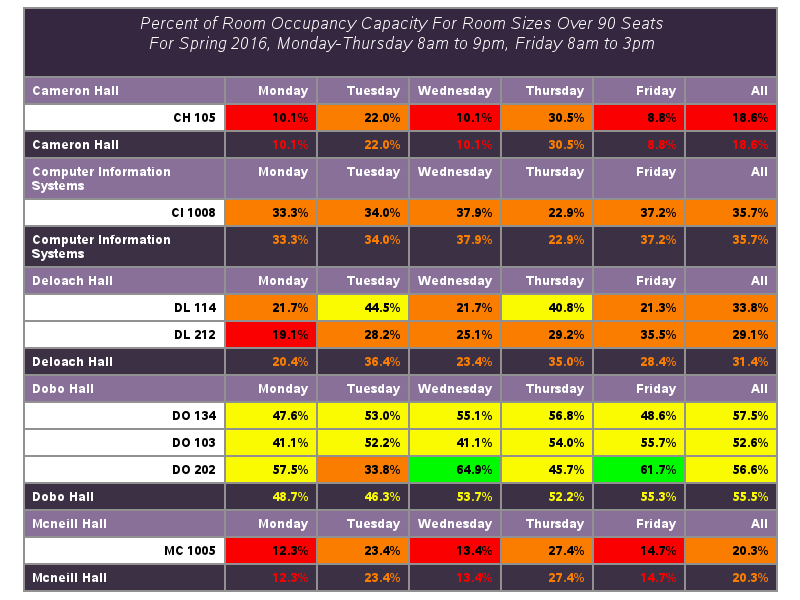 Percent of Room Occupancy Capacity For Room Sizes Over 90 Seats
For Spring 2016, Monday-Thursday 8am to 9pm, Friday 8am to 3pm
Cameron Hall Monday Tuesday Wednesday Thursday Friday All
CH 105 10.1% 22.0% 10.1% 30.5% 8.8% 18.6%
Cameron Hall 10.1% 22.0% 10.1% 30.5% 8.8% 18.6%
Computer Information Monday Tuesday Wednesday Thursday Friday All
Systems
CI 1008 33.3% 34.0% 37.9% 22.9% 37.2% 35.7%
Computer Information 33.3% 34.0% 37.9% 22.9% 37.2% 35.7%
Systems
Deloach Hall Monday Tuesday Wednesday Thursday Friday All
DL 114 21.7% 44.5% 21.7% 40.8% 21.3% 33.8%
DL 212 19.1% 28.2% 25.1% 29.2% 35.5% 29.1%
Deloach Hall 20.4% 36.4% 23.4% 35.0% 28.4% 31.4%
Dobo Hall Monday Tuesday Wednesday Thursday Friday All
DO 134 47.6% 53.0% 55.1% 56.8% 48.6% 57.5%
DO 103 41.1% 52.2% 41.1% 54.0% 55.7% 52.6%
DO 202 57.5% 33.8% 64.9% 45.7% 61.7% 56.6%
Dobo Hall 48.7% 46.3% 53.7% 52.2% 55.3% 55.5%
Mcneill Hall Monday Tuesday Wednesday Thursday Friday All
MC 1005 12.3% 23.4% 13.4% 27.4% 14.7% 20.3%
Mcneill Hall 12.3% 23.4% 13.4% 27.4% 14.7% 20.3%